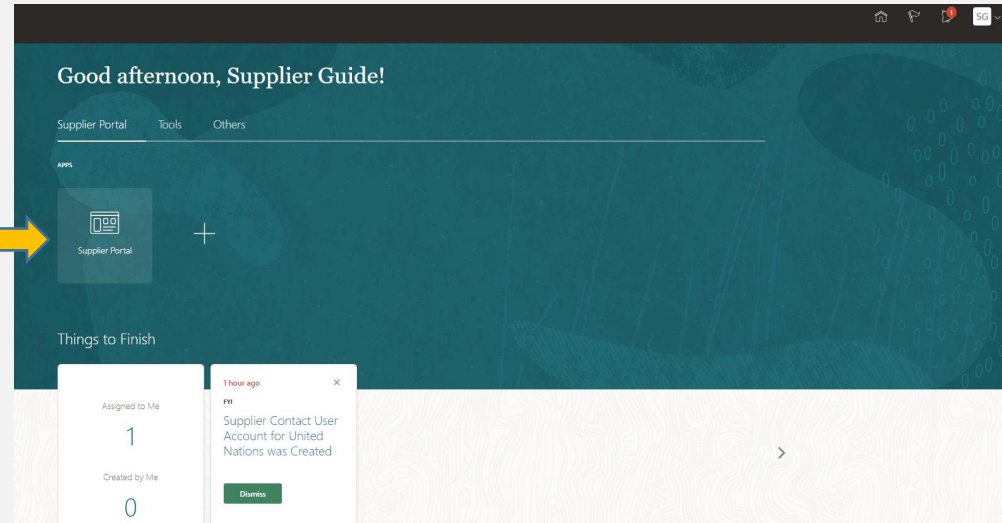 1
SG
Good afternoon, Supplier Guide!
Supplier Portal Tools Others
APPS
Supplier Portal
Things to Finish
Assigned to Me
1
Created by Me
0
1 hour ago
FYI
Supplier Contact User
Account for United
Nations was Created
Dismiss